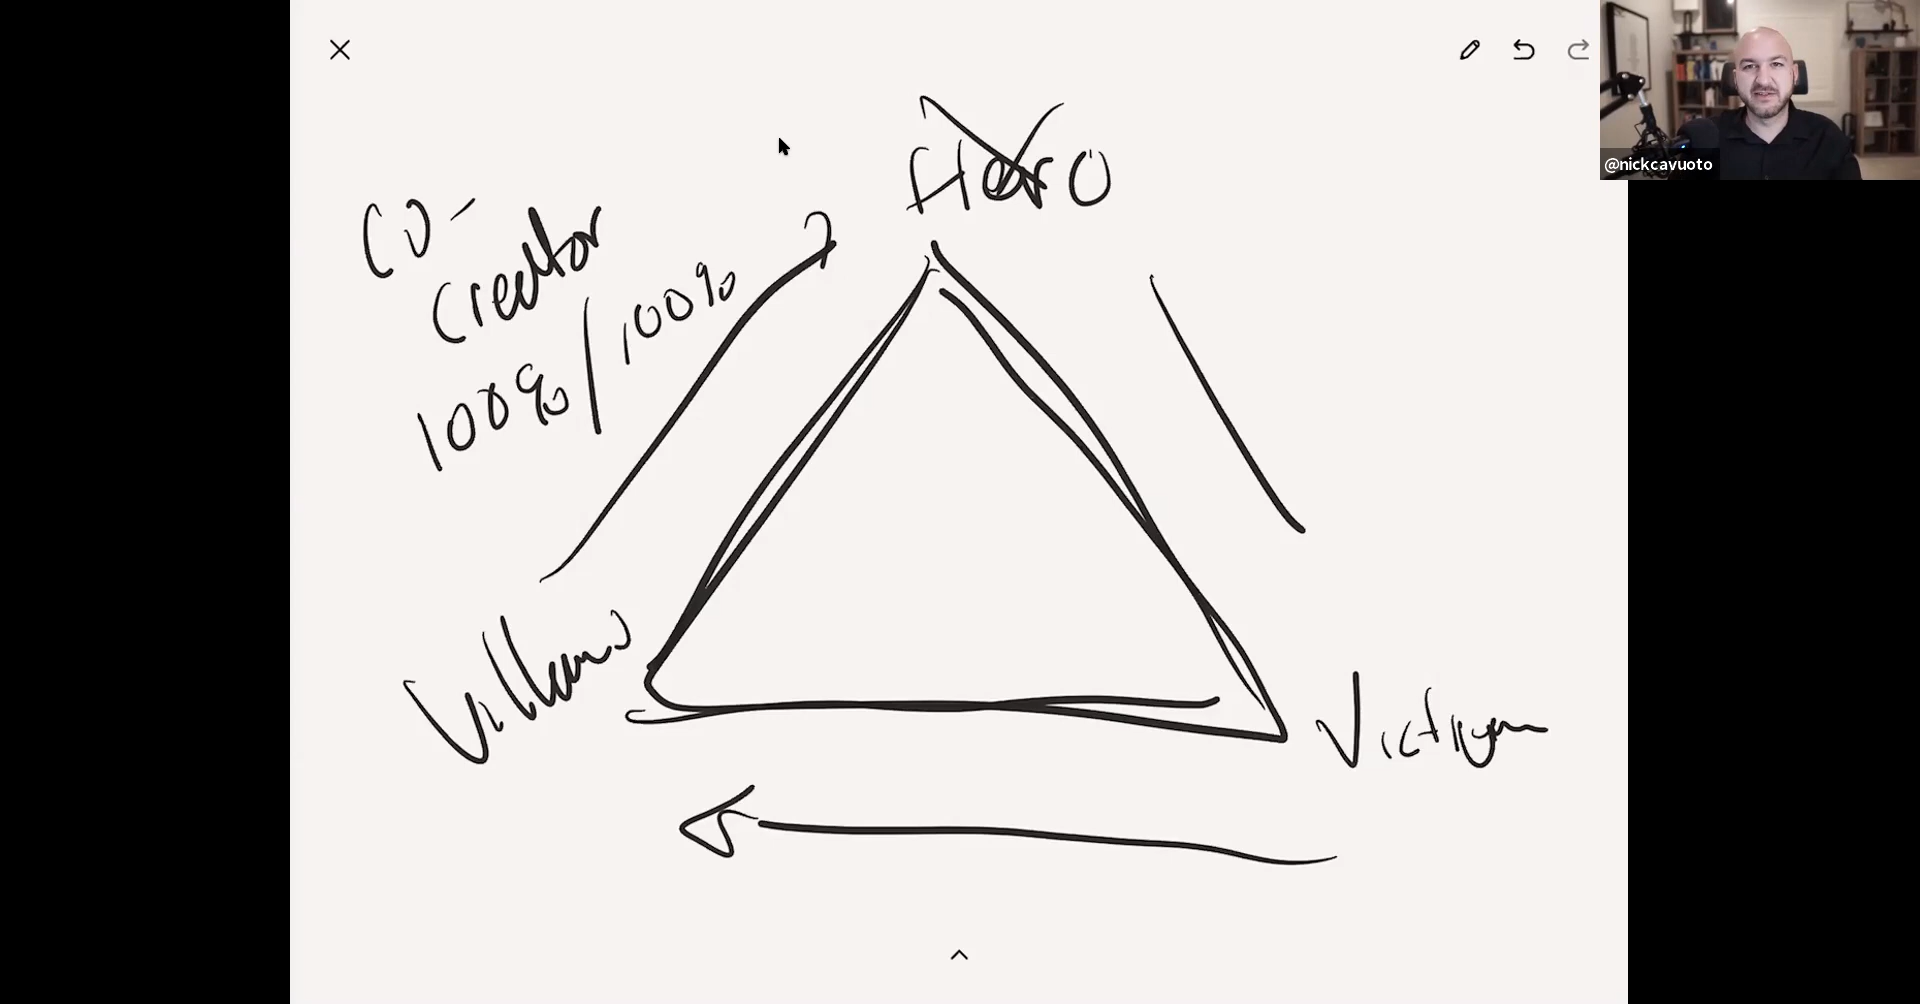 @nickcavuoto
Hero
CO-
Creator
100% / 100%
Villain
Victim